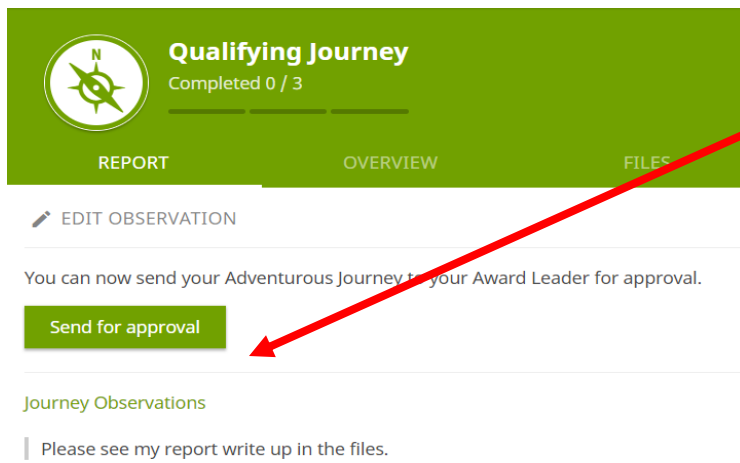 N
Qualifying Journey
Completed 0 / 3
REPORT OVERVIEW FILES
EDIT OBSERVATION
You can now send your Adventurous Journey to your Award Leader for approval.
Send for approval
Journey Observations
Please see my report write up in the files.